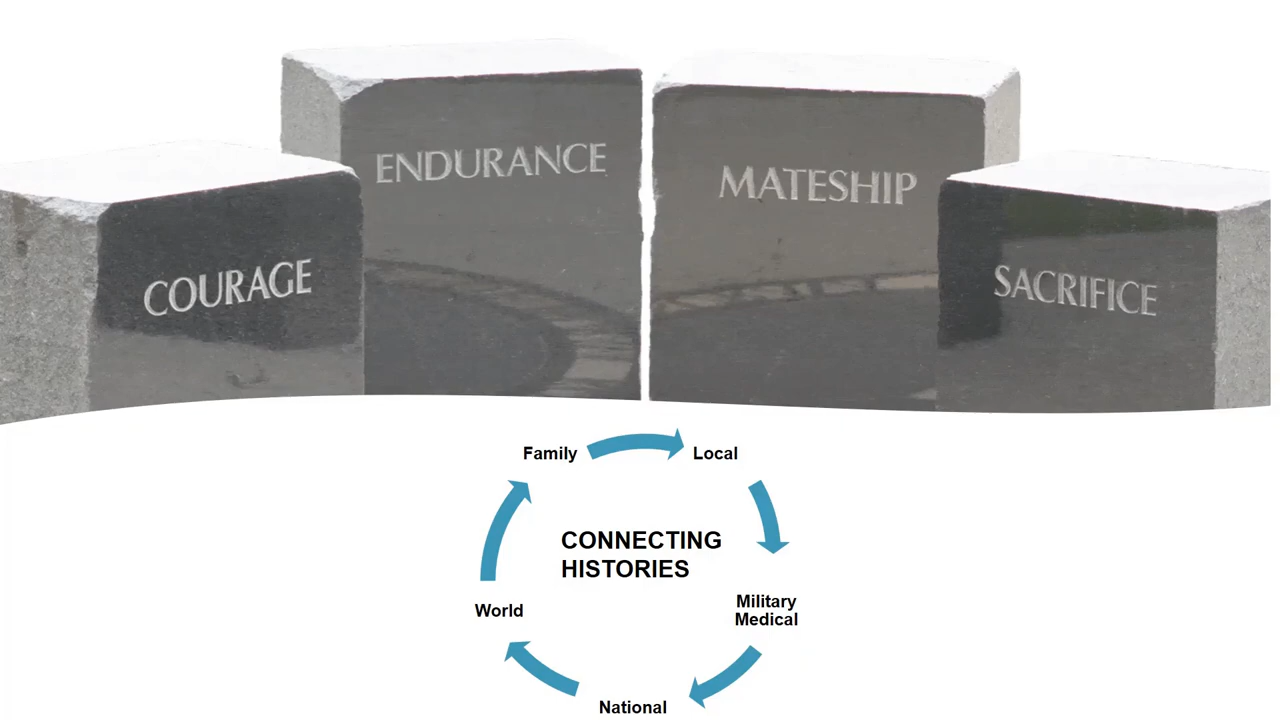 COURAGE
ENDURANCE
MATESHIP
SACRIFICE
Family
Local
CONNECTING
HISTORIES
Military
Medical
World
National